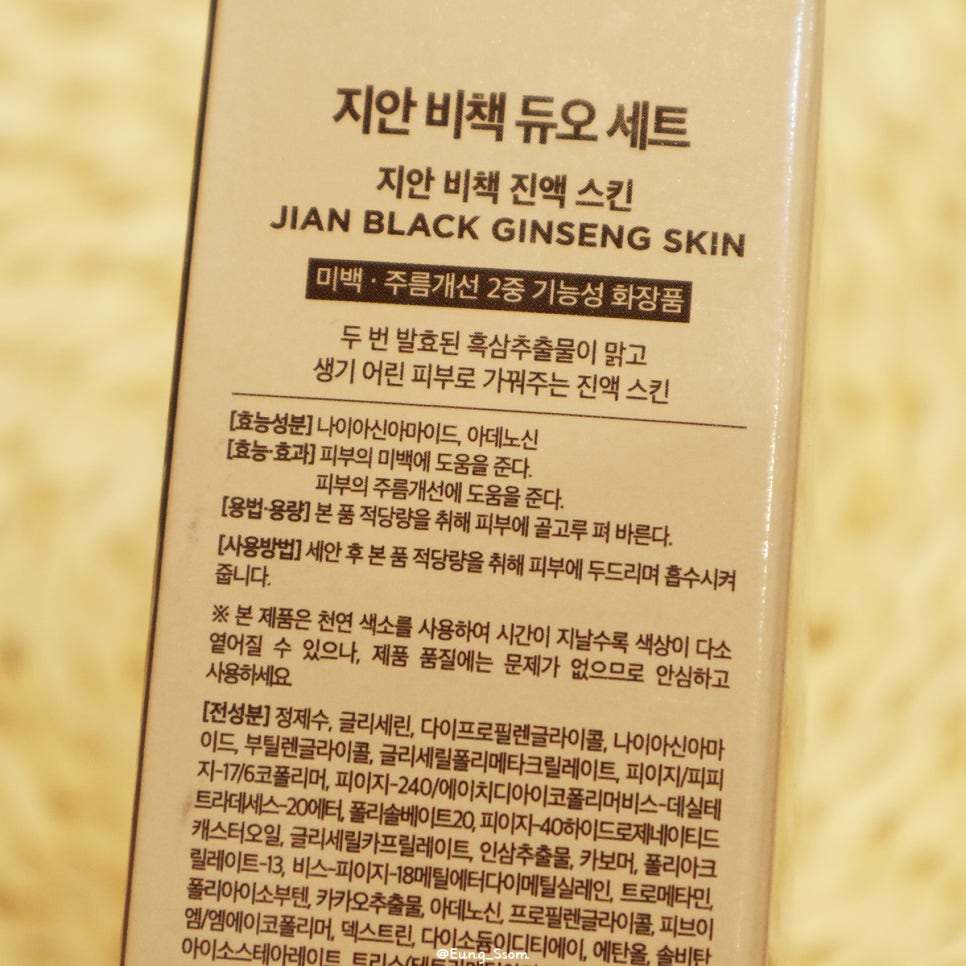 지안 비책 듀오 세트
지안 비책 진액 스킨
JIAN BLACK GINSENG SKIN
미백 · 주름개선 2중 기능성 화장품
두 번 발효된 흑삼추출물이 맑고
생기 어린 피부로 가꿔주는 진액 스킨
[효능성분] 나이아신아마이드, 아데노신
[효능·효과] 피부의 미백에 도움을 준다.
피부의 주름개선에 도움을 준다.
[용법·용량] 본 품 적당량을 취해 피부에 골고루 펴 바른다.
[사용방법] 세안 후 본 품 적당량을 취해 피부에 두드리며 흡수시켜
줍니다.
※ 본 제품은 천연 색소를 사용하여 시간이 지날수록 색상이 다소
옅어질 수 있으나, 제품 품질에는 문제가 없으므로 안심하고
사용하세요
[전성분] 정제수, 글리세린, 다이프로필렌글라이콜, 나이아신아마
이드, 부틸렌글라이콜, 글리세릴폴리메타크릴레이트, 피이지/피피
지-17/6코폴리머, 피이지-240/에이치디아이코폴리머비스-데실테
트라데세스-20에터, 폴리솔베이트20, 피이지-40하이드로제네이티드
캐스터오일, 글리세릴카프릴레이트, 인삼추출물, 카보머, 폴리아크
릴레이트-13, 비스-피이지-18메틸에터다이메틸실레인, 트로메타민,
폴리아이소부텐, 카카오추출물, 아데노신, 프로필렌글라이콜, 피브이
엠/엠에이코폴리머, 덱스트린, 다이소듐이디티에이, 에탄올, 솔비탄
아이소스테아레이트,
@Eung_Ssom